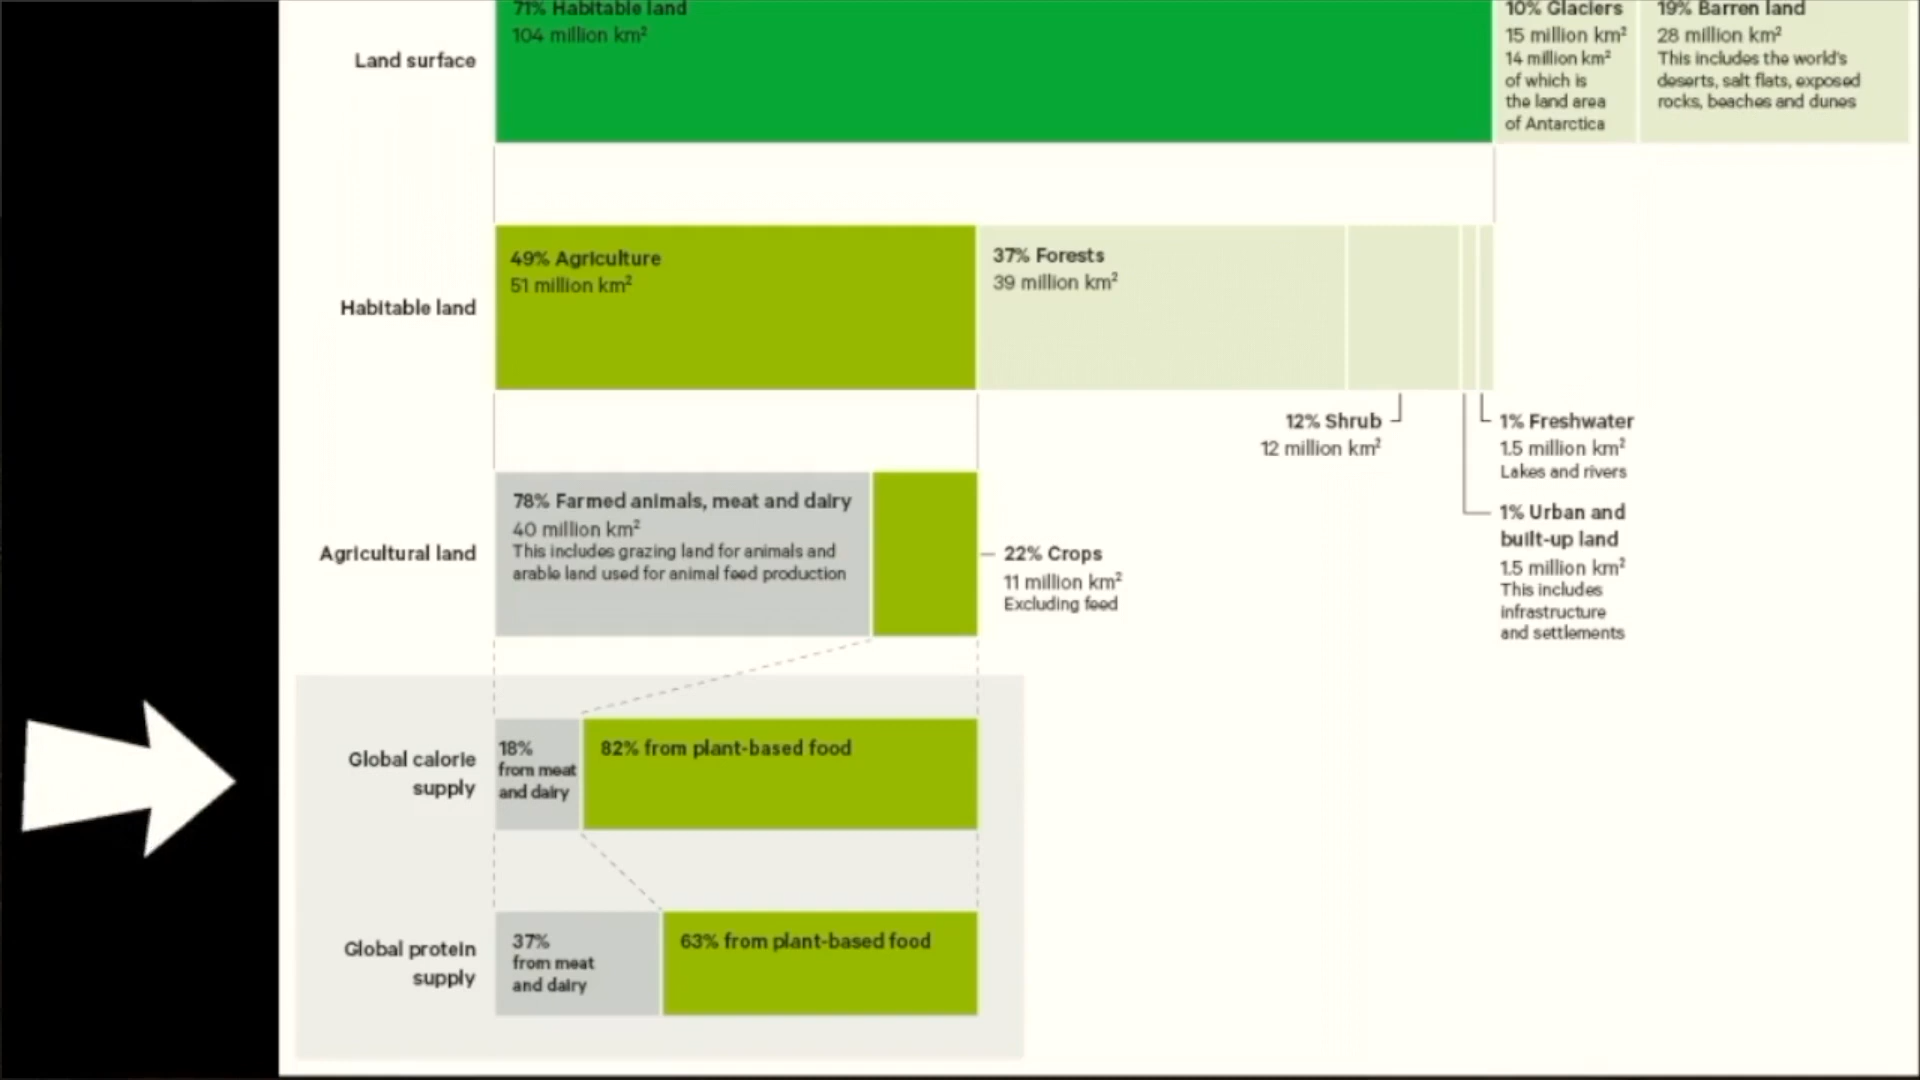 71% Habitable land
104 million km²
10% Glaciers
15 million km²
14 million km²
of which is
the land area
of Antarctica
19% Barren land
28 million km²
This includes the world's
deserts, salt flats, exposed
rocks, beaches and dunes
Land surface
49% Agriculture
51 million km²
37% Forests
39 million km²
Habitable land
12% Shrub
12 million km²
1% Freshwater
1.5 million km²
Lakes and rivers
1% Urban and
built-up land
1.5 million km²
This includes
infrastructure
and settlements
78% Farmed animals, meat and dairy
40 million km²
This includes grazing land for animals and
arable land used for animal feed production
Agricultural land
22% Crops
11 million km²
Excluding feed
Global calorie
supply
18%
from meat
and dairy
82% from plant-based food
Global protein
supply
37%
from meat
and dairy
63% from plant-based food